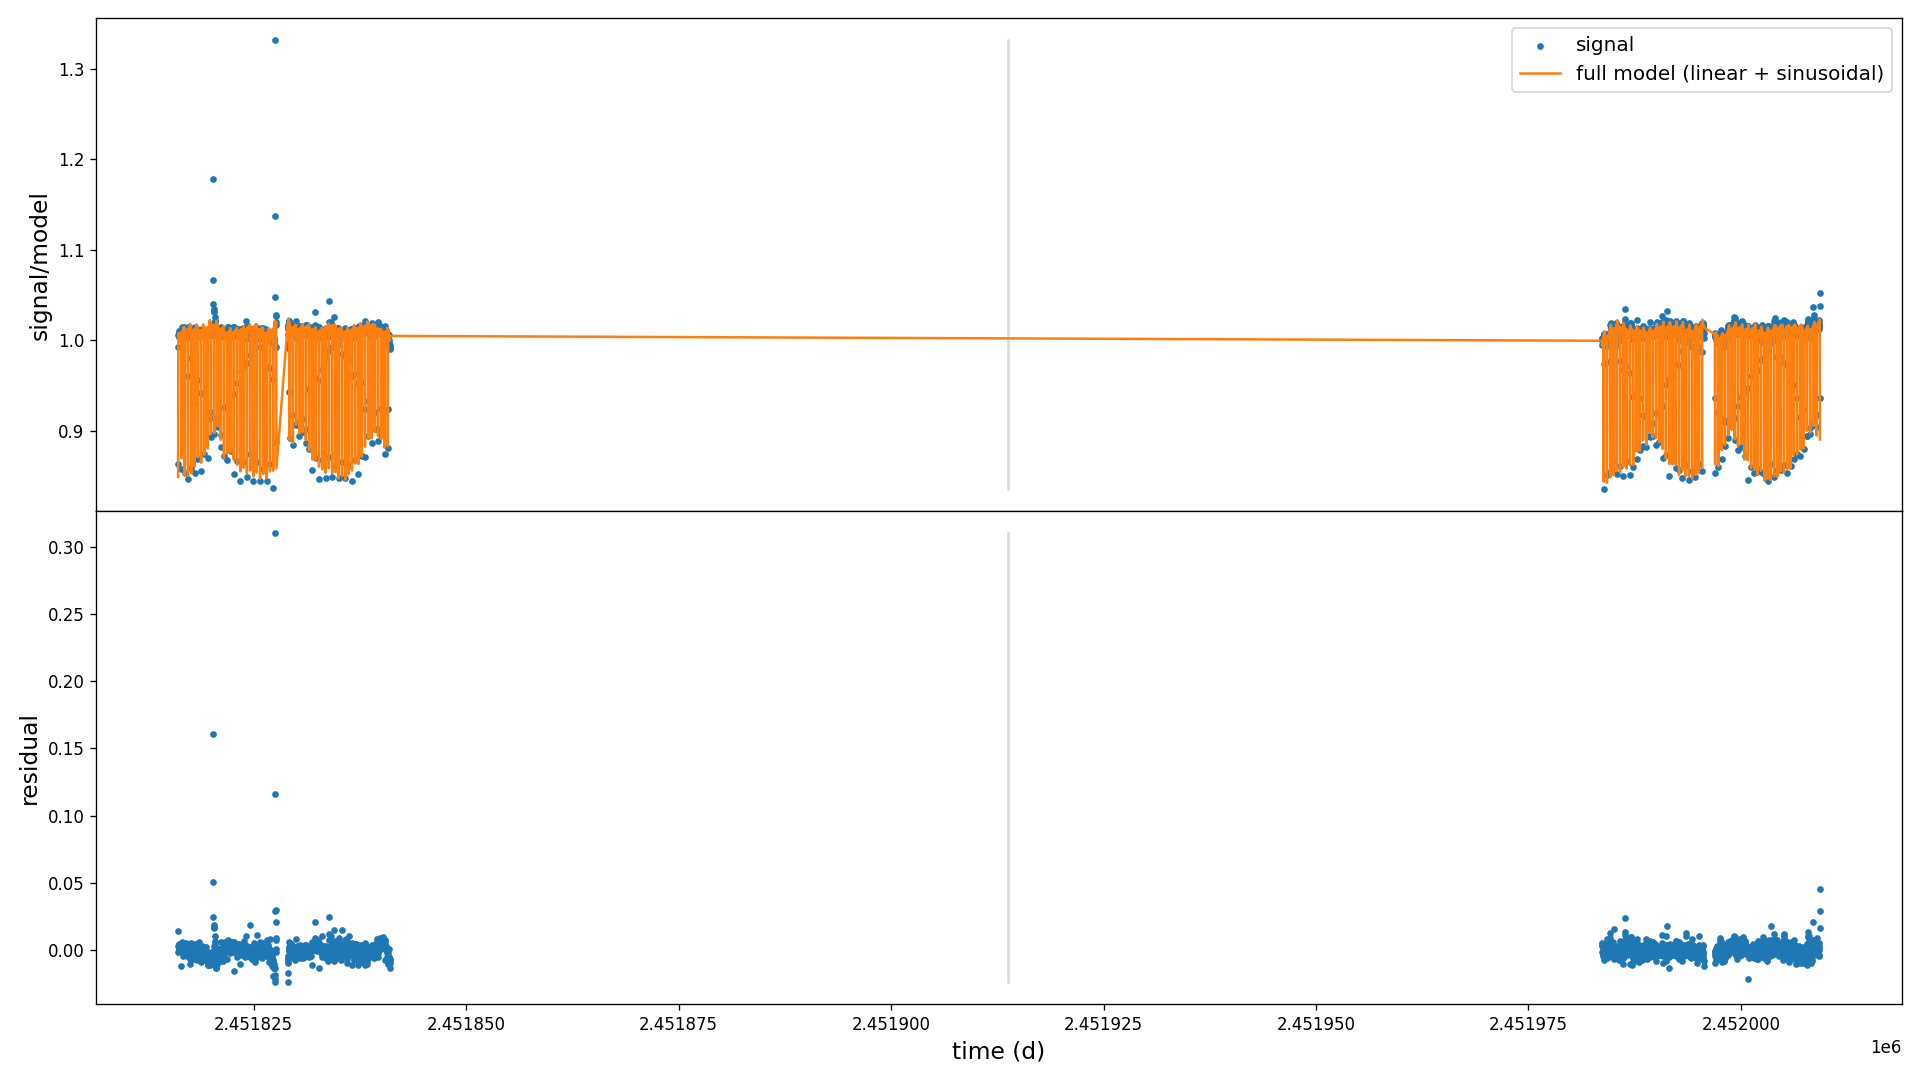 signal
full model (linear + sinusoidal)
signal/model
1.3
1.2
1.1
1.0
0.9
residual
0.30
0.25
0.20
0.15
0.10
0.05
0.00
2.451825 2.451850 2.451875 2.451900 2.451925 2.451950 2.451975 2.452000
time (d)
1e6